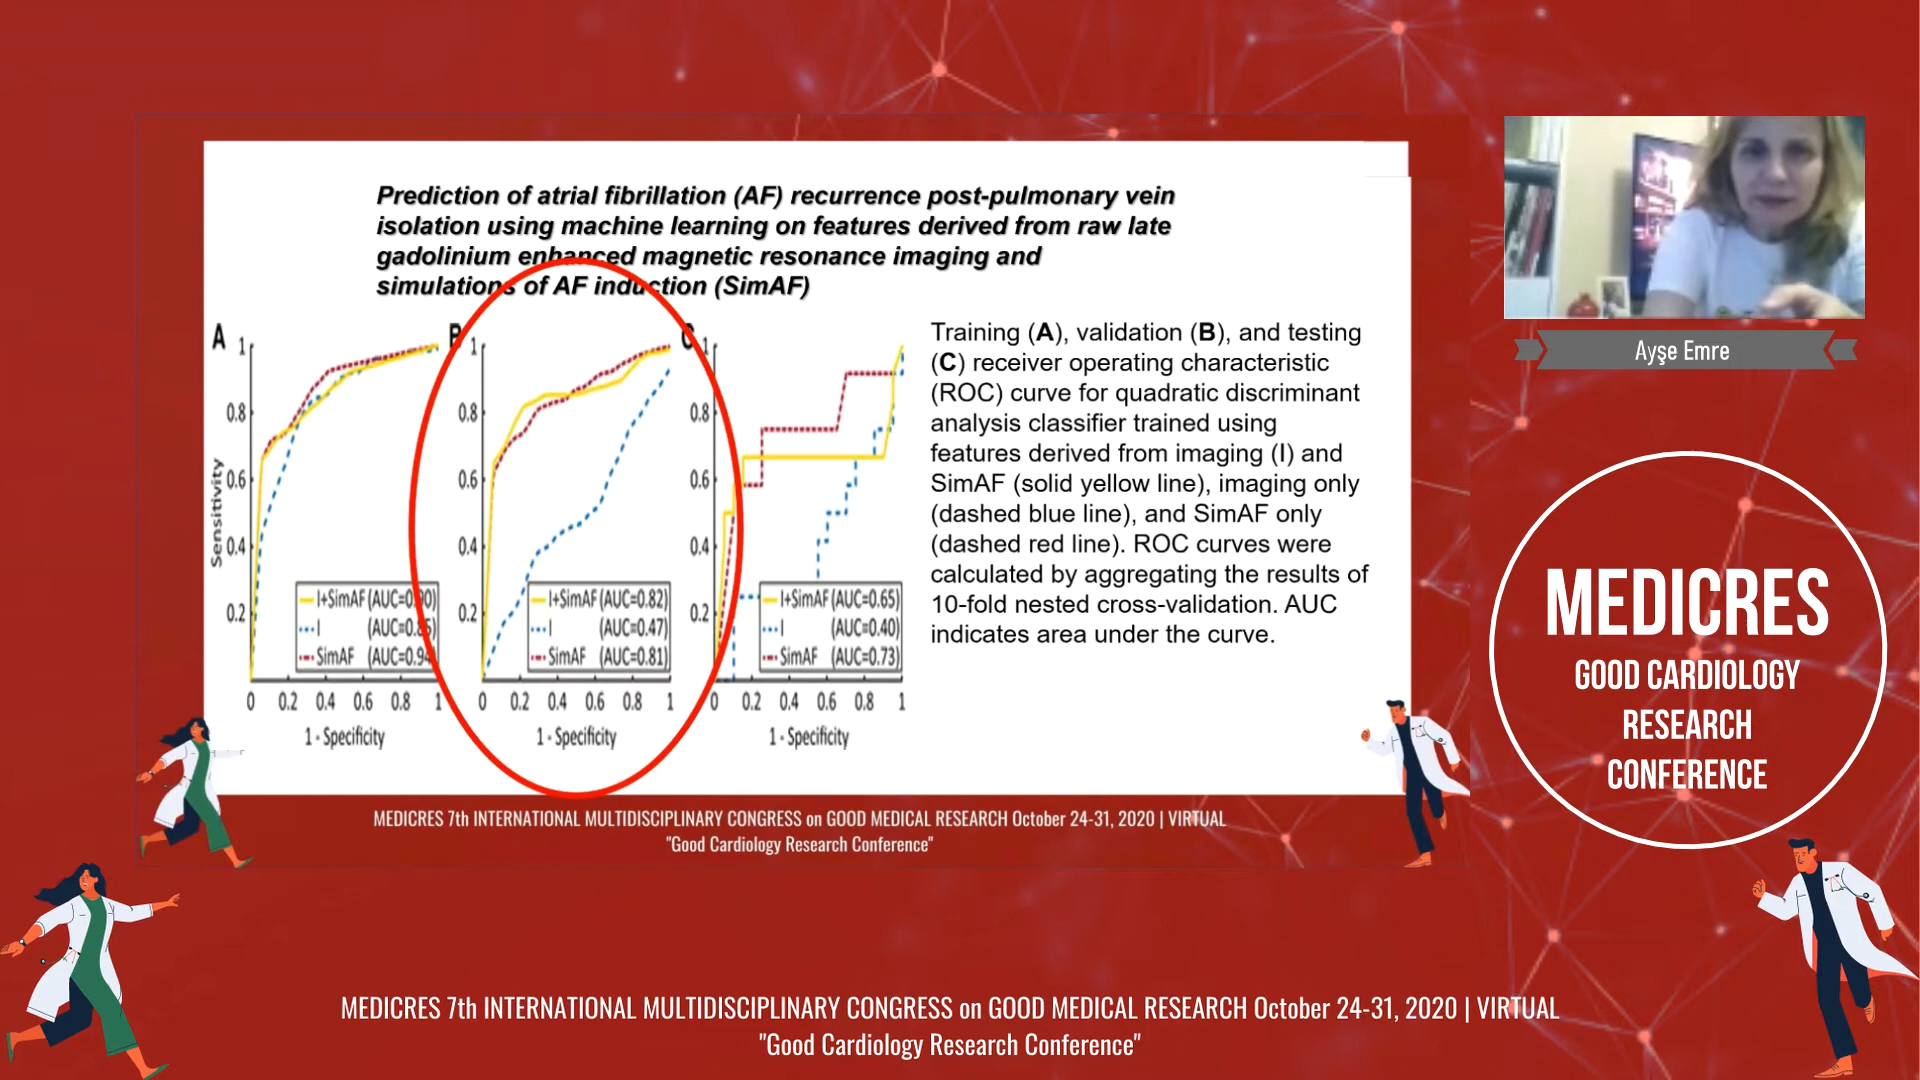 Prediction of atrial fibrillation (AF) recurrence post-pulmonary vein
isolation using machine learning on features derived from raw late
gadolinium enhanced magnetic resonance imaging and
simulations of AF induction (SimAF)
A
1
0.8
0.6
0.4
0.2
Sensitivity
I+SimAF (AUC=0.90)
I (AUC=0.85)
SimAF (AUC=0.94)
0 0.2 0.4 0.6 0.8 1
1 - Specificity
B
1
0.8
0.6
0.4
0.2
I+SimAF (AUC=0.82)
I (AUC=0.47)
SimAF (AUC=0.81)
0 0.2 0.4 0.6 0.8 1
1 - Specificity
C
1
0.8
0.6
0.4
0.2
I+SimAF (AUC=0.65)
I (AUC=0.40)
SimAF (AUC=0.73)
0 0.2 0.4 0.6 0.8 1
1 - Specificity
Training (A), validation (B), and testing
(C) receiver operating characteristic
(ROC) curve for quadratic discriminant
analysis classifier trained using
features derived from imaging (I) and
SimAF (solid yellow line), imaging only
(dashed blue line), and SimAF only
(dashed red line). ROC curves were
calculated by aggregating the results of
10-fold nested cross-validation. AUC
indicates area under the curve.
MEDICRES 7th INTERNATIONAL MULTIDISCIPLINARY CONGRESS on GOOD MEDICAL RESEARCH October 24-31, 2020 | VIRTUAL
"Good Cardiology Research Conference"
Ayşe Emre
MEDICRES
GOOD CARDIOLOGY
RESEARCH
CONFERENCE
MEDICRES 7th INTERNATIONAL MULTIDISCIPLINARY CONGRESS on GOOD MEDICAL RESEARCH October 24-31, 2020 | VIRTUAL
"Good Cardiology Research Conference"